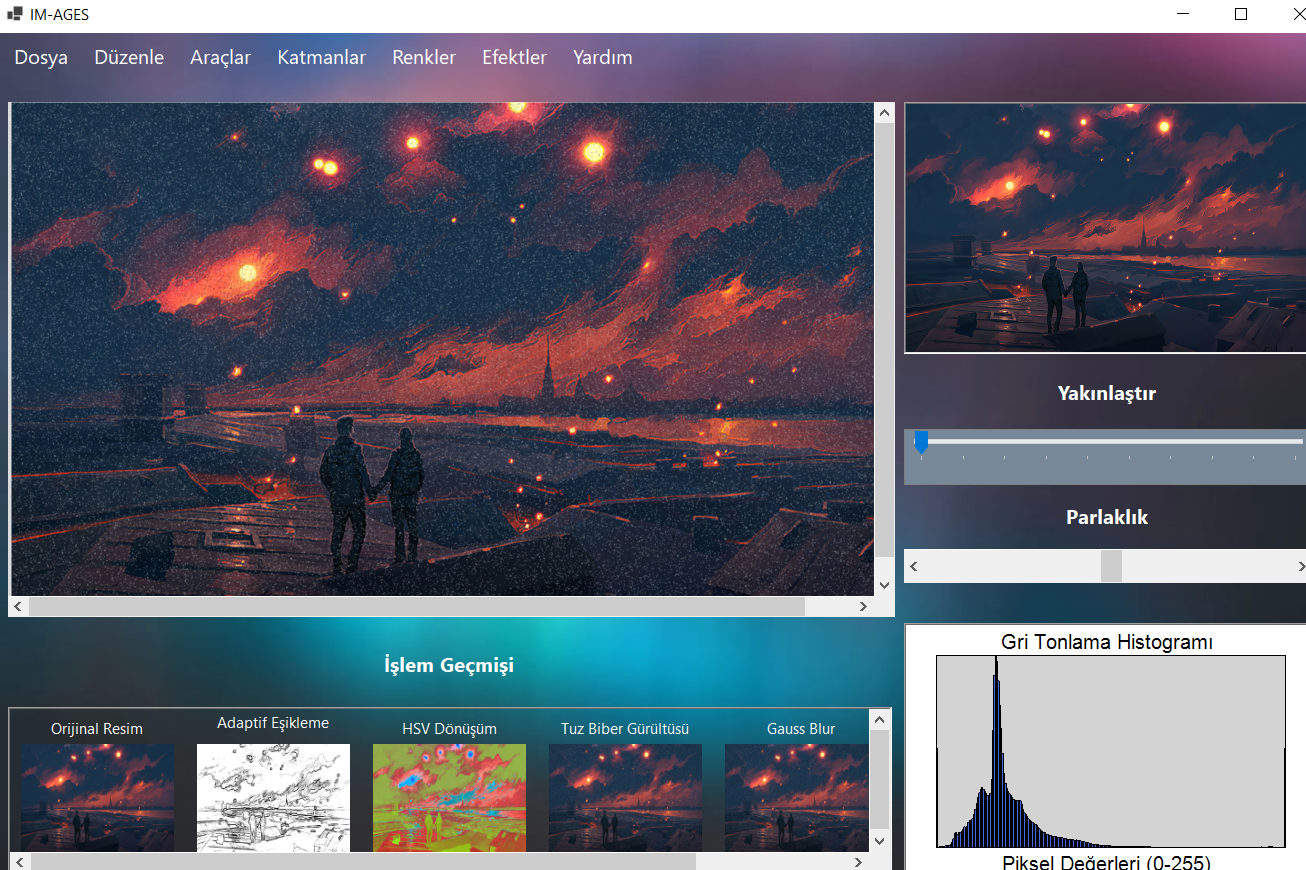 IM-AGES
Dosya Düzenle Araçlar Katmanlar Renkler Efektler Yardım
Yakınlaştır
Parlaklık
İşlem Geçmişi
Orijinal Resim Adaptif Eşikleme HSV Dönüşüm Tuz Biber Gürültüsü Gauss Blur
Gri Tonlama Histogramı
Piksel Değerleri (0-255)